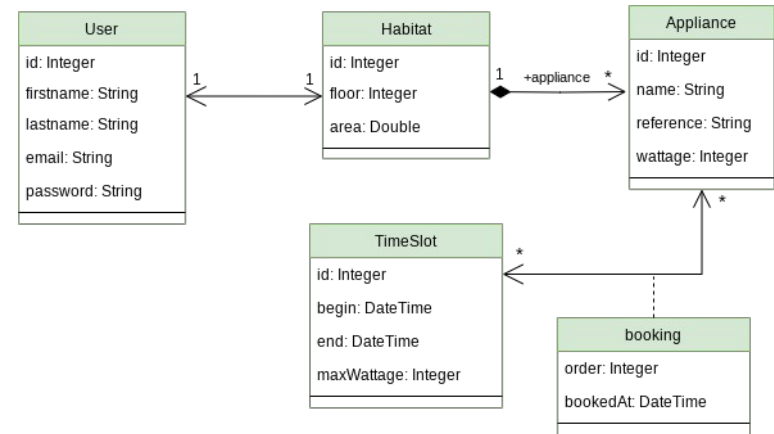 User
id: Integer
firstname: String
lastname: String
email: String
password: String
1
1
Habitat
id: Integer
floor: Integer
area: Double
1
+appliance
*
Appliance
id: Integer
name: String
reference: String
wattage: Integer
*
TimeSlot
id: Integer
begin: DateTime
end: DateTime
maxWattage: Integer
*
booking
order: Integer
bookedAt: DateTime